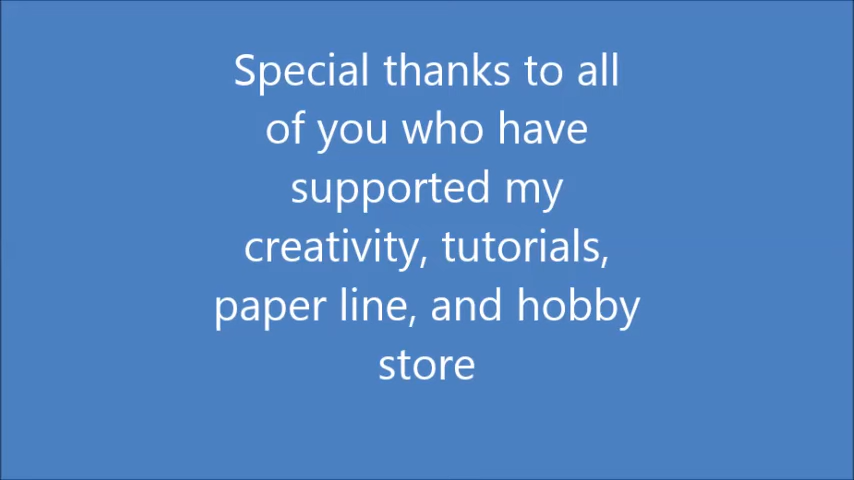 Special thanks to all
of you who have
supported my
creativity, tutorials,
paper line, and hobby
store